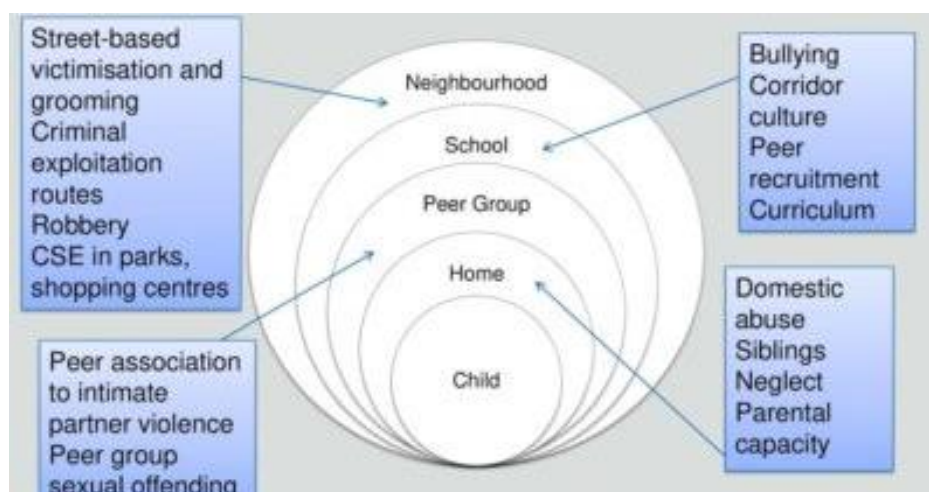 Street-based
victimisation and
grooming
Criminal
exploitation
routes
Robbery
CSE in parks,
shopping centres
Peer association
to intimate
partner violence
Peer group
sexual offending
Neighbourhood
School
Peer Group
Home
Child
Bullying
Corridor
culture
Peer
recruitment
Curriculum
Domestic
abuse
Siblings
Neglect
Parental
capacity